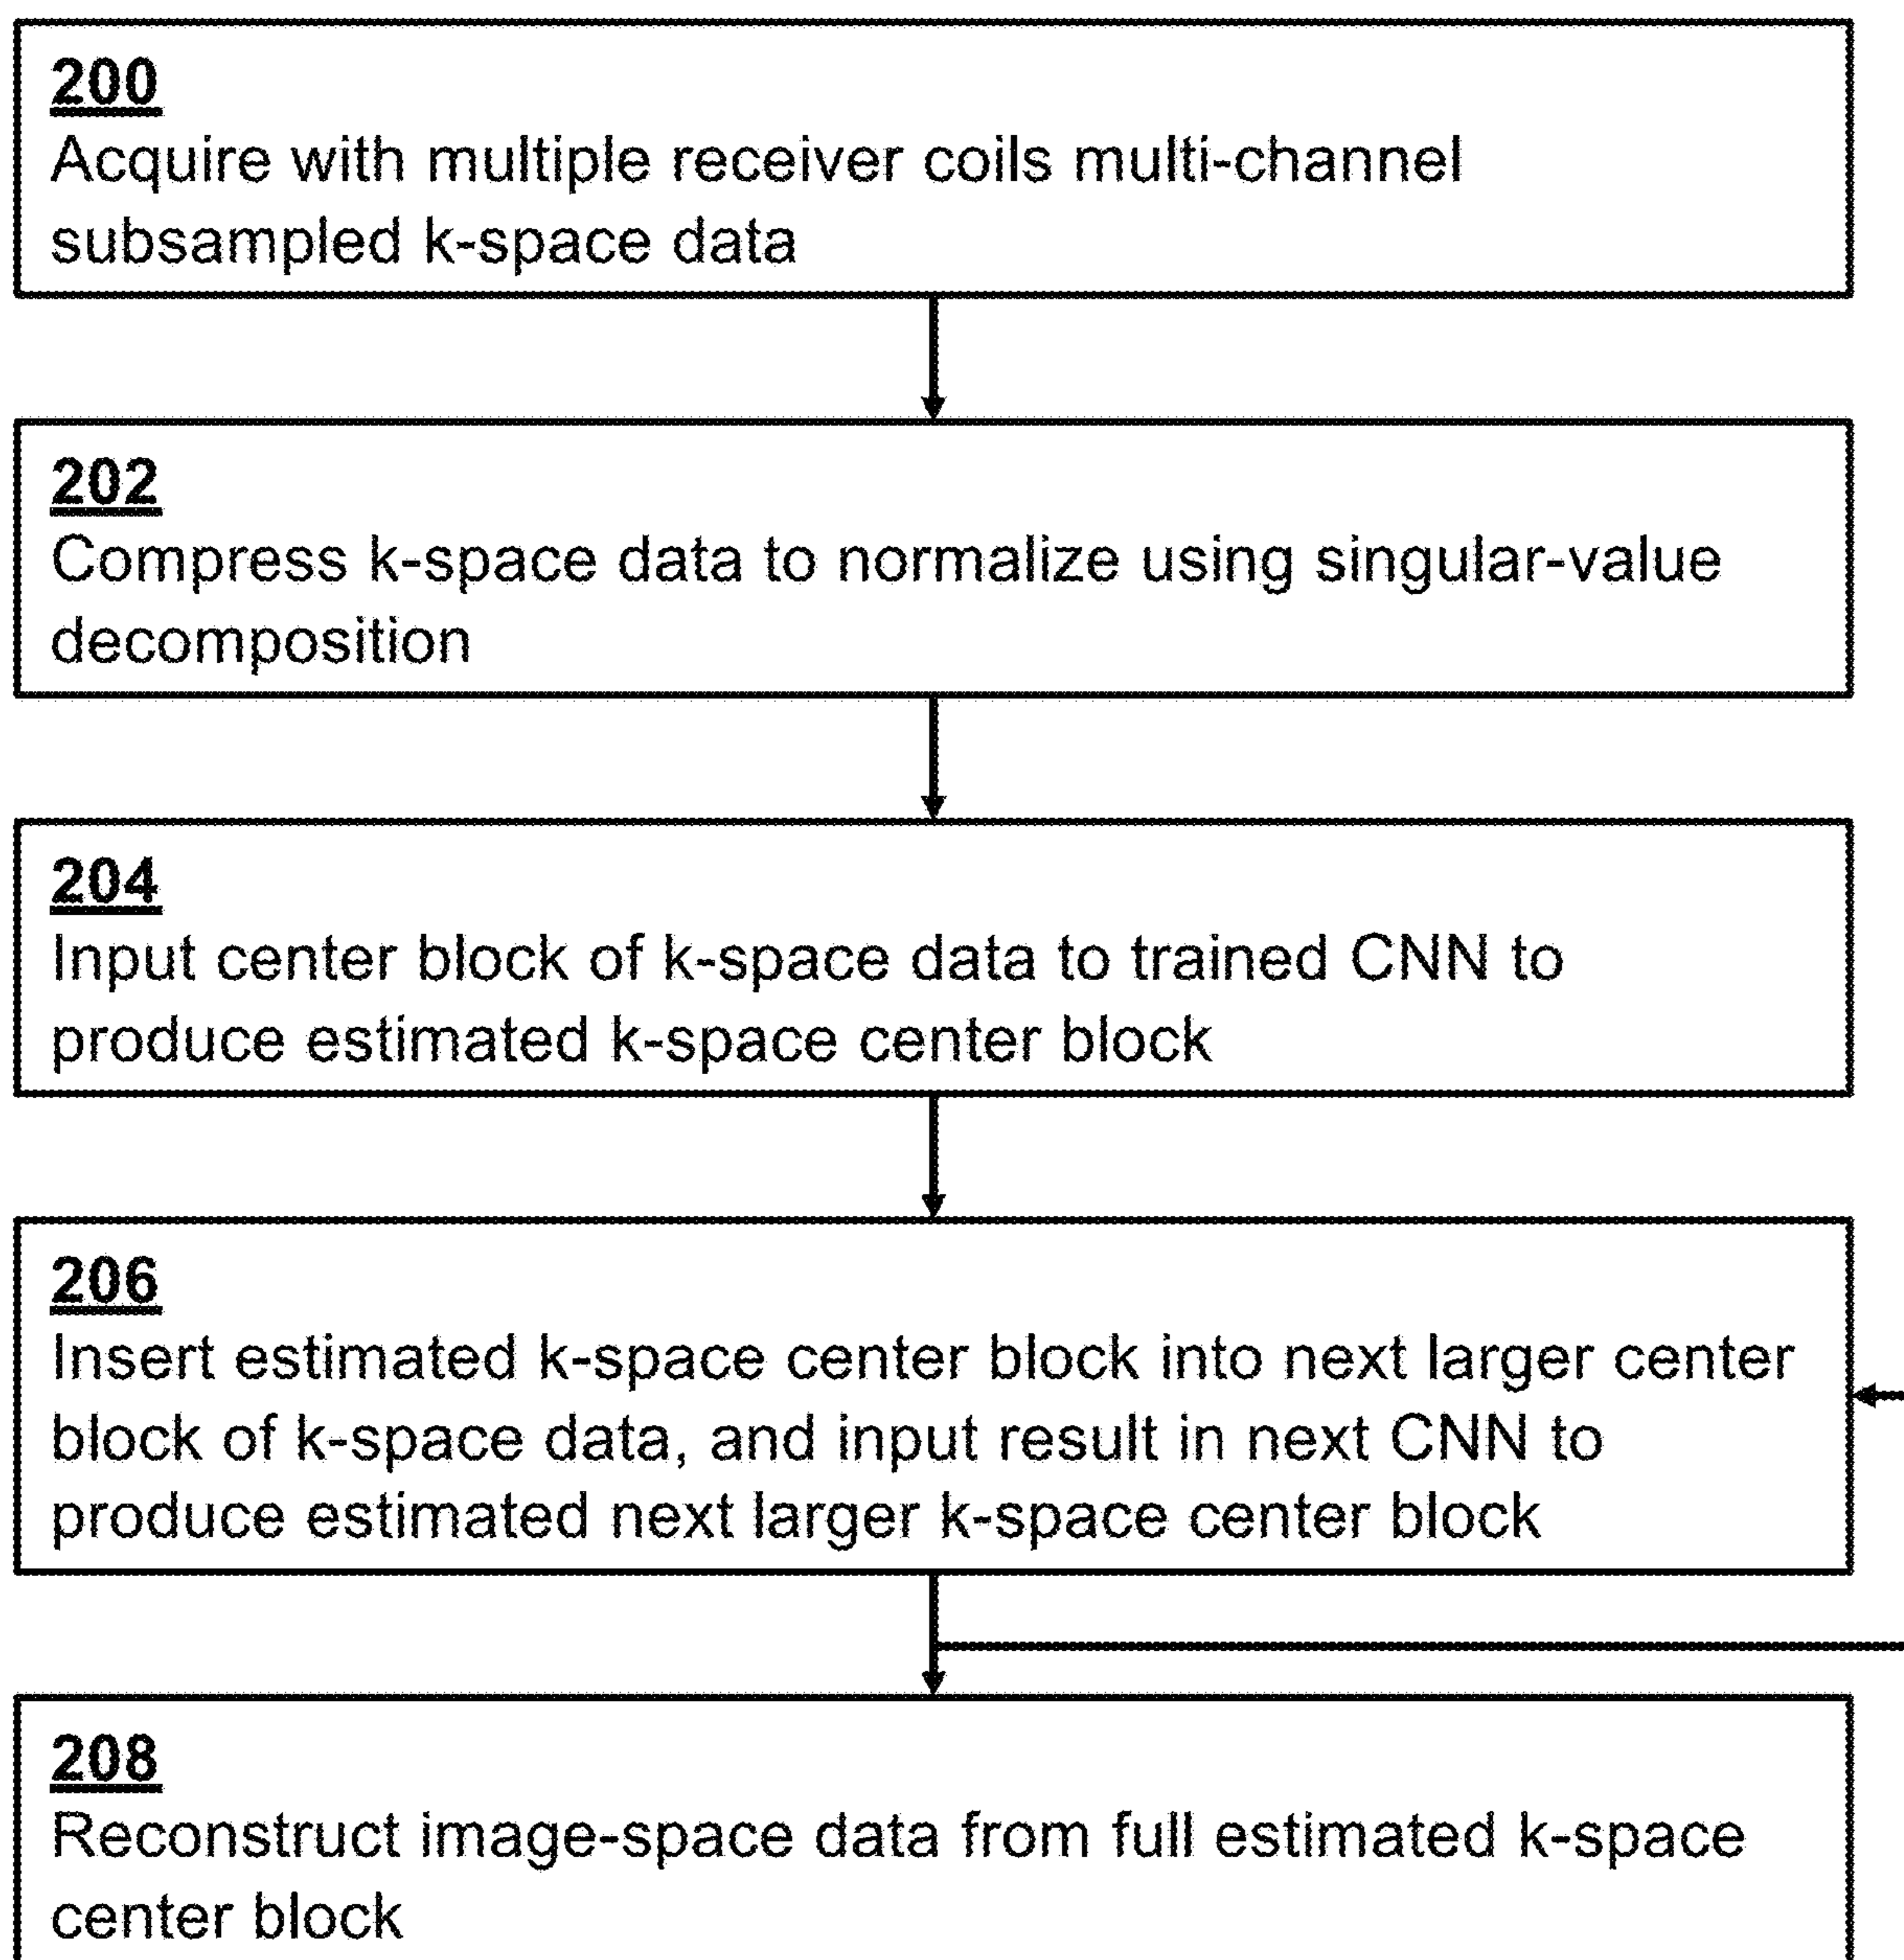 200
Acquire with multiple receiver coils multi-channel
subsampled k-space data
202
Compress k-space data to normalize using singular-value
decomposition
204
Input center block of k-space data to trained CNN to
produce estimated k-space center block
206
Insert estimated k-space center block into next larger center
block of k-space data, and input result in next CNN to
produce estimated next larger k-space center block
208
Reconstruct image-space data from full estimated k-space
center block